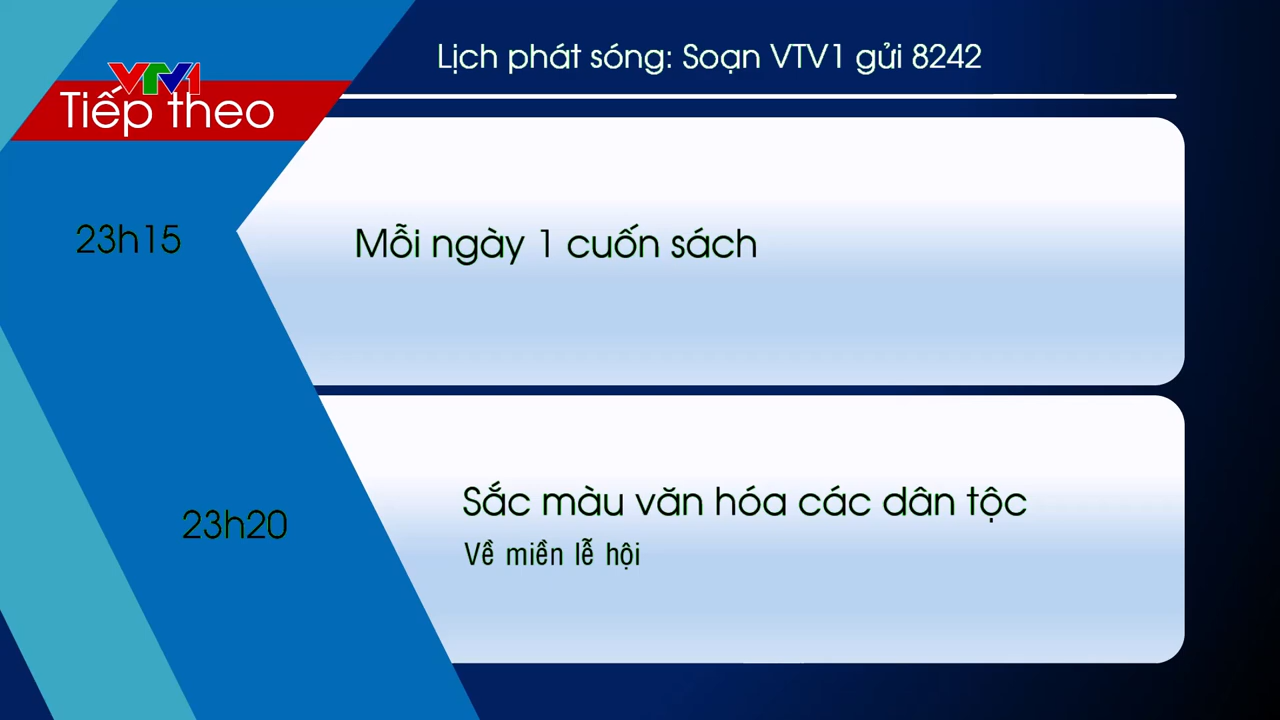 Lịch phát sóng: Soạn VTV1 gửi 8242
VTV1
Tiếp theo
23h15
Mỗi ngày 1 cuốn sách
23h20
Sắc màu văn hóa các dân tộc
Về miền lễ hội